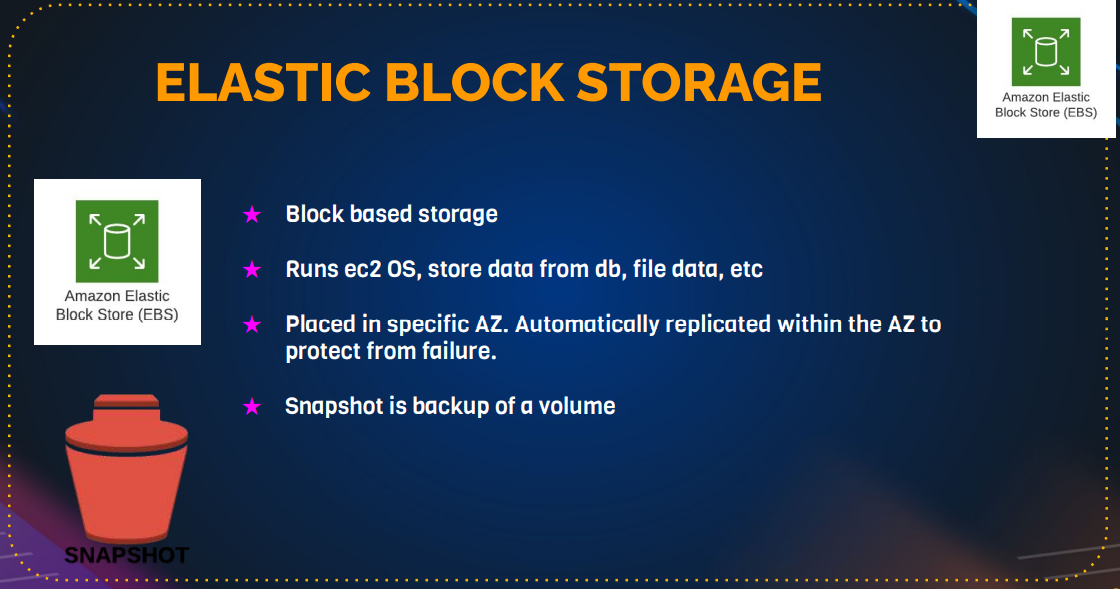 ELASTIC BLOCK STORAGE
Amazon Elastic
Block Store (EBS)
Amazon Elastic
Block Store (EBS)
Block based storage
Runs ec2 OS, store data from db, file data, etc
Placed in specific AZ. Automatically replicated within the AZ to
protect from failure.
Snapshot is backup of a volume
SNAPSHOT